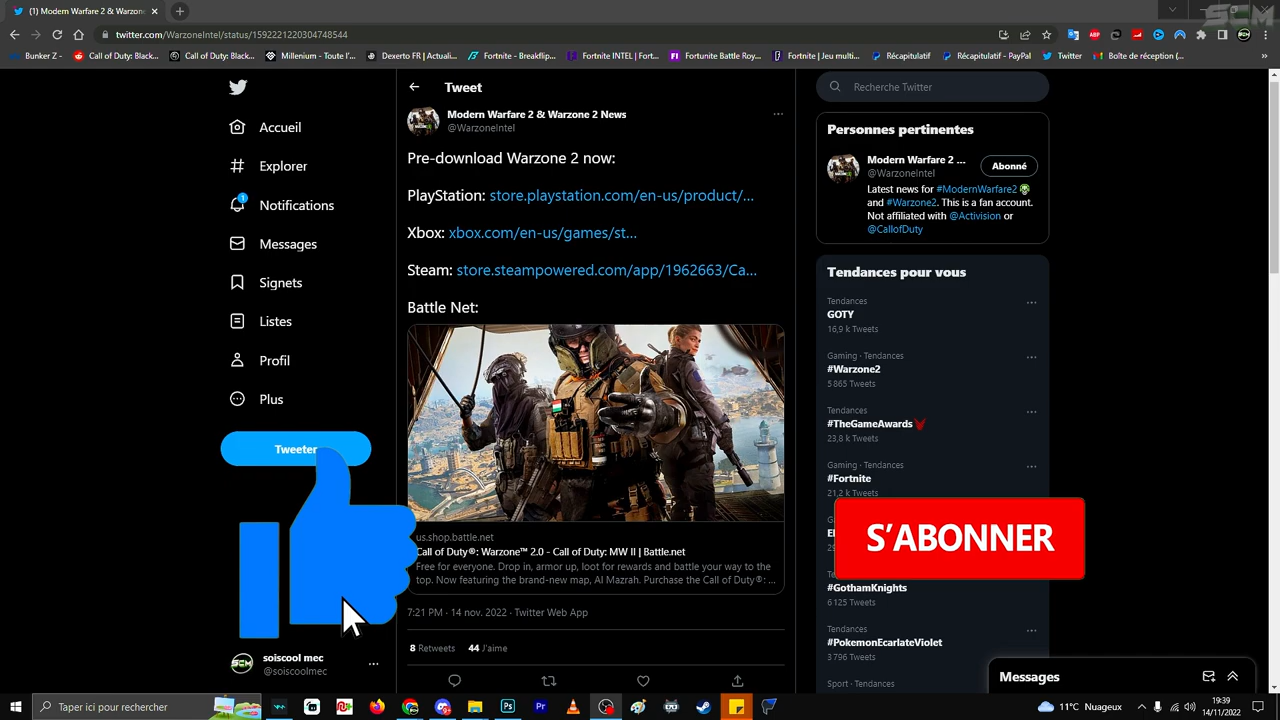 (1) Modern Warfare 2 & Warzone
SCM
twitter.com/WarzoneIntel/status/1592221220304748544
Bunker Z - Call of Duty: Warzo... Call of Duty: Warzo... Millenium - Toute l'i... Dexerto FR | Actuali... Fortnite - Breakflip... Fortnite INTEL | Fort... Fortnite Battle Roy... Fortnite | Jeu multi... Récapitulatif Récapitulatif - PayPal Twitter Boîte de réception (...
Accueil
Explorer
1
Notifications
Messages
Signets
Listes
Profil
Plus
Tweeter
soiscool mec
@soiscoolmec
Tweet
Modern Warfare 2 & Warzone 2 News
@WarzoneIntel
Pre-download Warzone 2 now:
PlayStation: store.playstation.com/en-us/product/...
Xbox: xbox.com/en-us/games/st...
Steam: store.steampowered.com/app/1962663/Ca...
Battle Net:
us.shop.battle.net
Call of Duty®: Warzone™ 2.0 - Call of Duty: MW II | Battle.net
Free for everyone. Drop in, armor up, loot for rewards and battle your way to the
top. Now featuring the brand-new map, Al Mazrah. Purchase the Call of Duty®: ...
7:21 PM · 14 nov. 2022 · Twitter Web App
8 Retweets 44 J'aime
Recherche Twitter
Personnes pertinentes
Modern Warfare 2 ...
@WarzoneIntel
Abonné
Latest news for #ModernWarfare2
and #Warzone2. This is a fan account.
Not affiliated with @Activision or
@CallofDuty
Tendances pour vous
Tendances
GOTY
16,9 k Tweets
Gaming · Tendances
#Warzone2
5 865 Tweets
Tendances
#TheGameAwards
23,8 k Tweets
Gaming · Tendances
#Fortnite
21,2 k Tweets
S'ABONNER
#GothamKnights
6 125 Tweets
Tendances
#PokemonEcarlateViolet
3 796 Tweets
Sport · Tendances
Messages
Taper ici pour rechercher
11°C Nuageux
19:39
14/11/2022